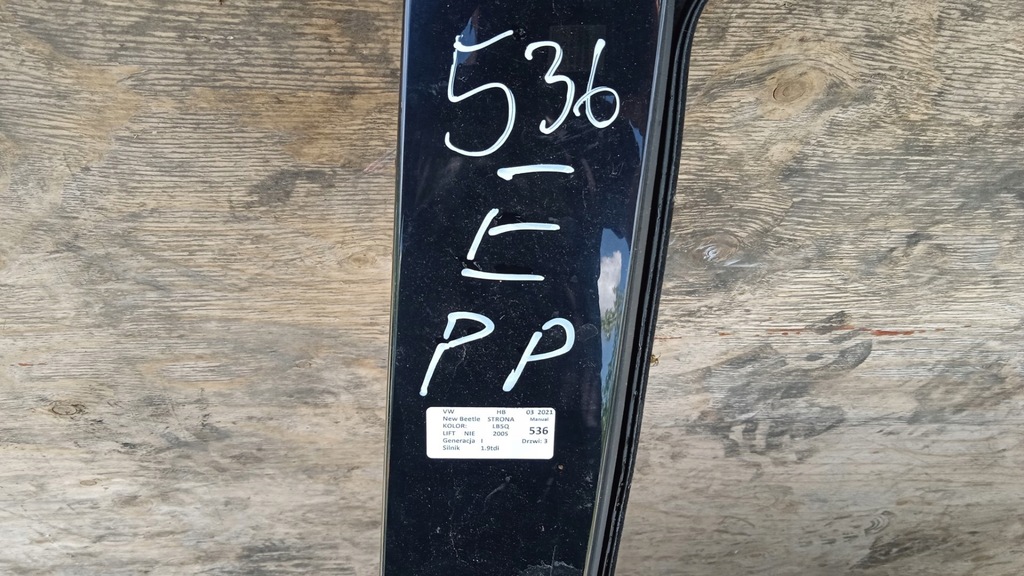 536
E
PP
VW HB 03 2021
New Beetle STRONA Manual
KOLOR: LB5Q
LIFT NIE 2005 536
Generacja I Drzwi: 3
Silnik 1.9tdi